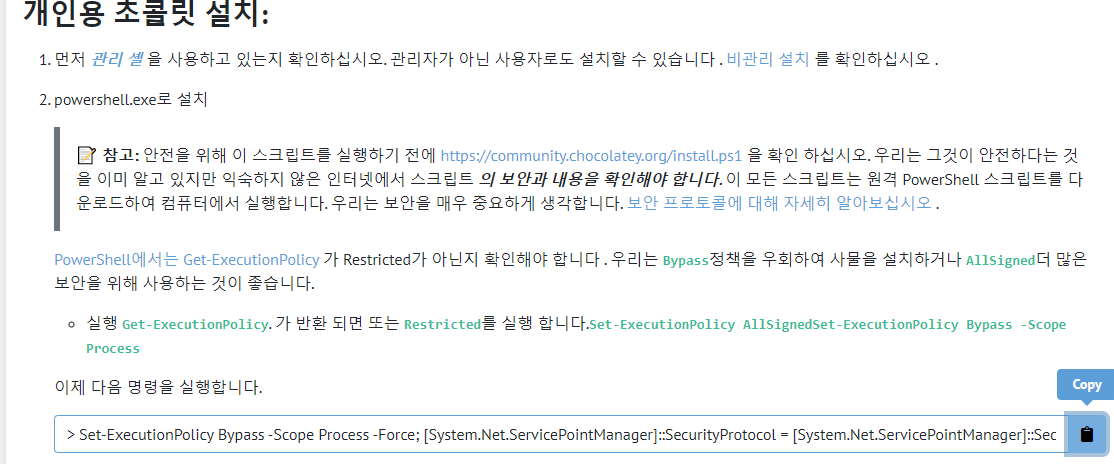 개인용 초콜릿 설치:
1. 먼저 관리 셸 을 사용하고 있는지 확인하십시오. 관리자가 아닌 사용자로도 설치할 수 있습니다 . 비관리 설치 를 확인하십시오 .
2. powershell.exe로 설치
📝 참고: 안전을 위해 이 스크립트를 실행하기 전에 https://community.chocolatey.org/install.ps1 을 확인 하십시오. 우리는 그것이 안전하다는 것
을 이미 알고 있지만 익숙하지 않은 인터넷에서 스크립트 의 보안과 내용을 확인해야 합니다. 이 모든 스크립트는 원격 PowerShell 스크립트를 다
운로드하여 컴퓨터에서 실행합니다. 우리는 보안을 매우 중요하게 생각합니다. 보안 프로토콜에 대해 자세히 알아보십시오 .
PowerShell에서는 Get-ExecutionPolicy 가 Restricted가 아닌지 확인해야 합니다 . 우리는 Bypass정책을 우회하여 사물을 설치하거나 AllSigned더 많은
보안을 위해 사용하는 것이 좋습니다.
◦ 실행 Get-ExecutionPolicy. 가 반환 되면 또는 Restricted를 실행 합니다.Set-ExecutionPolicy AllSignedSet-ExecutionPolicy Bypass -Scope
Process
이제 다음 명령을 실행합니다.
Copy
> Set-ExecutionPolicy Bypass -Scope Process -Force; [System.Net.ServicePointManager]::SecurityProtocol = [System.Net.ServicePointManager]::Sec